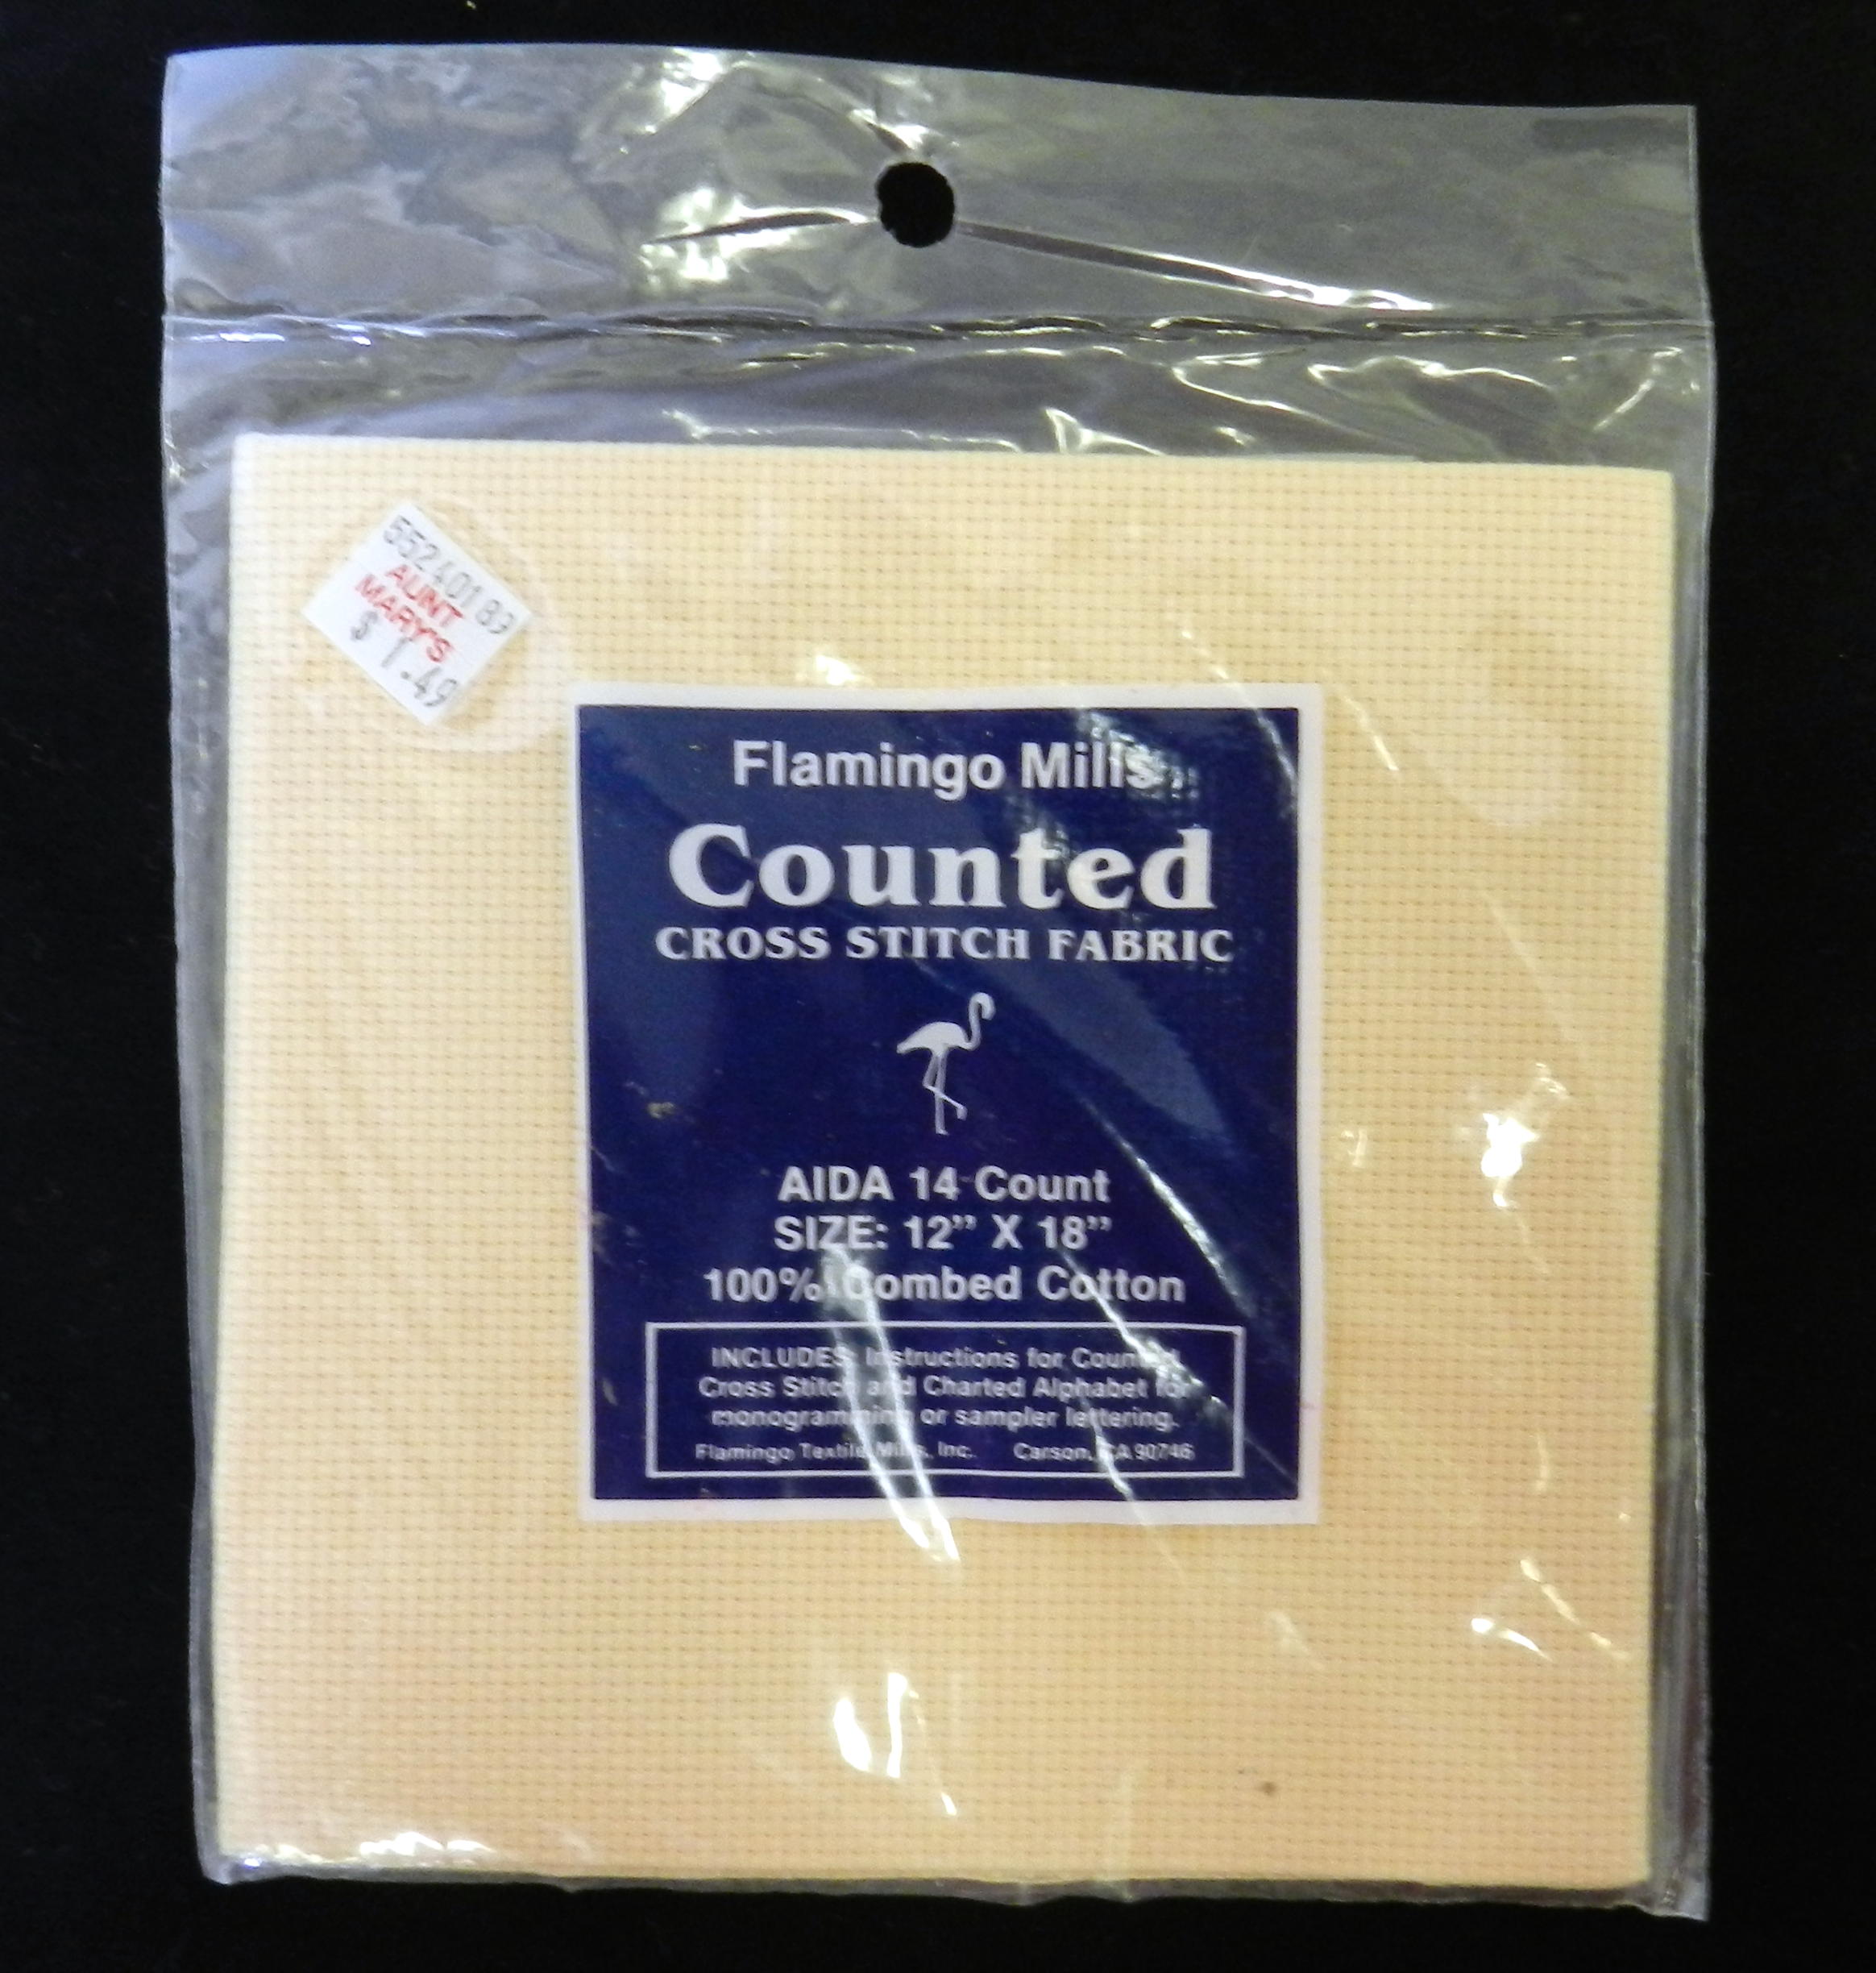 552401 89
AUNT
MARY'S
$ 1.49
Flamingo Mills
Counted
CROSS STITCH FABRIC
AIDA 14 Count
SIZE: 12" X 18"
100% Combed Cotton
INCLUDES: Instructions for Counted
Cross Stitch and Charted Alphabet for
monogramming or sampler lettering.
Flamingo Textile Mills, Inc. Carson, CA 90746